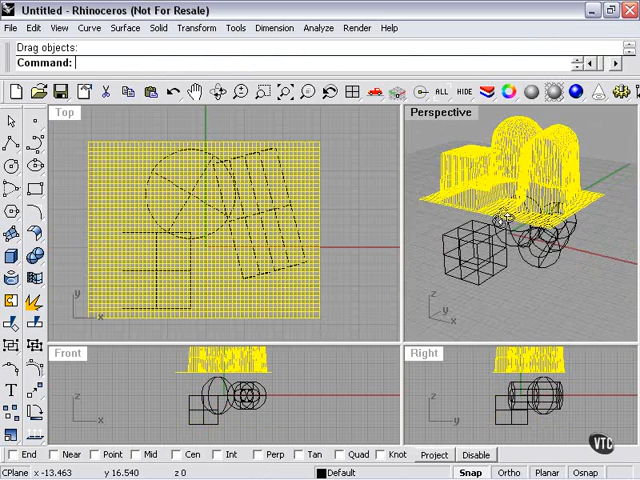 Untitled - Rhinoceros (Not For Resale)
File Edit View Curve Surface Solid Transform Tools Dimension Analyze Render Help
Drag objects:
Command:
ALL HIDE
Top
Perspective
y
x
z
y
x
Front
Right
z
x
z
y
T
VTC
End Near Point Mid Cen Int Perp Tan Quad Knot Project Disable
CPlane x -13.463 y 16.540 z 0 Default Snap Ortho Planar Osnap